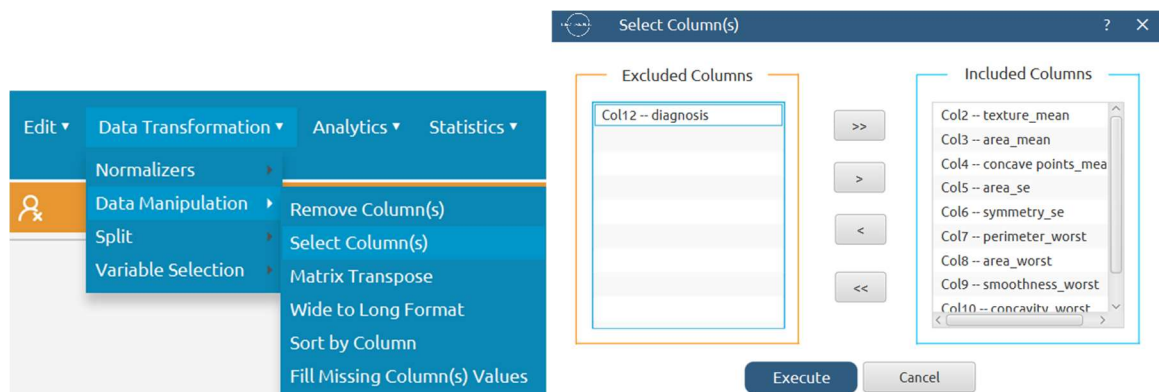 Edit ▾ Data Transformation ▾ Analytics ▾ Statistics ▾
Normalizers
Data Manipulation
Split
Variable Selection
Remove Column(s)
Select Column(s)
Matrix Transpose
Wide to Long Format
Sort by Column
Fill Missing Column(s) Values
Select Column(s) ? ×
Excluded Columns
Col12 -- diagnosis
>>
>
<
<<
Included Columns
Col2 -- texture_mean
Col3 -- area_mean
Col4 -- concave points_mea
Col5 -- area_se
Col6 -- symmetry_se
Col7 -- perimeter_worst
Col8 -- area_worst
Col9 -- smoothness_worst
Col10 -- concavity_worst
Execute Cancel